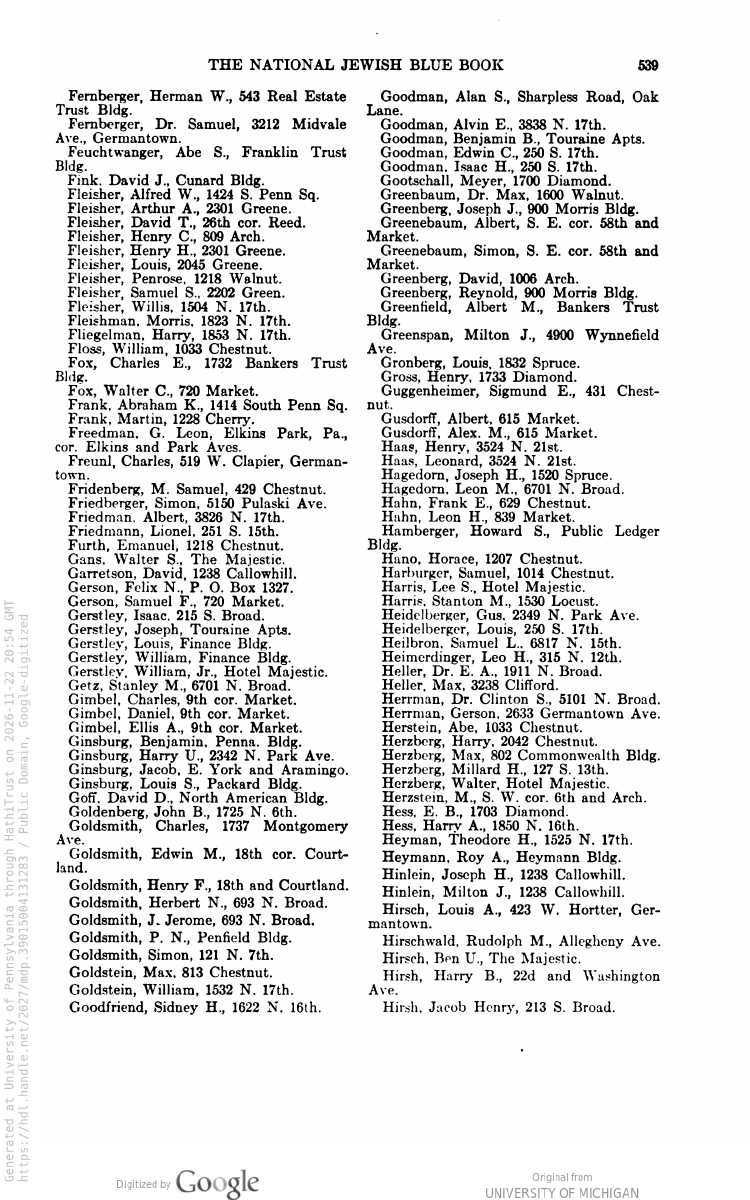 THE NATIONAL JEWISH BLUE BOOK 539
Fernberger, Herman W., 543 Real Estate
Trust Bldg.
Fernberger, Dr. Samuel, 3212 Midvale
Ave., Germantown.
Feuchtwanger, Abe S., Franklin Trust
Bldg.
Fink, David J., Cunard Bldg.
Fleisher, Alfred W., 1424 S. Penn Sq.
Fleisher, Arthur A., 2301 Greene.
Fleisher, David T., 26th cor. Reed.
Fleisher, Henry C., 809 Arch.
Fleisher, Henry H., 2301 Greene.
Fleisher, Louis, 2045 Greene.
Fleisher, Penrose, 1218 Walnut.
Fleisher, Samuel S., 2202 Green.
Fleisher, Willis, 1504 N. 17th.
Fleishman, Morris, 1823 N. 17th.
Fliegelman, Harry, 1853 N. 17th.
Floss, William, 1033 Chestnut.
Fox, Charles E., 1732 Bankers Trust
Bldg.
Fox, Walter C., 720 Market.
Frank, Abraham K., 1414 South Penn Sq.
Frank, Martin, 1228 Cherry.
Freedman, G. Leon, Elkins Park, Pa.,
cor. Elkins and Park Aves.
Freunl, Charles, 519 W. Clapier, German-
town.
Fridenberg, M. Samuel, 429 Chestnut.
Friedberger, Simon, 5150 Pulaski Ave.
Friedman, Albert, 3826 N. 17th.
Friedmann, Lionel, 251 S. 15th.
Furth, Emanuel, 1218 Chestnut.
Gans, Walter S., The Majestic.
Garretson, David, 1238 Callowhill.
Gerson, Felix N., P. O. Box 1327.
Gerson, Samuel F., 720 Market.
Gerstley, Isaac, 215 S. Broad.
Gerstley, Joseph, Touraine Apts.
Gerstley, Louis, Finance Bldg.
Gerstley, William, Finance Bldg.
Gerstley, William, Jr., Hotel Majestic.
Getz, Stanley M., 6701 N. Broad.
Gimbel, Charles, 9th cor. Market.
Gimbel, Daniel, 9th cor. Market.
Gimbel, Ellis A., 9th cor. Market.
Ginsburg, Benjamin, Penna. Bldg.
Ginsburg, Harry U., 2342 N. Park Ave.
Ginsburg, Jacob, E. York and Aramingo.
Ginsburg, Louis S., Packard Bldg.
Goff, David D., North American Bldg.
Goldenberg, John B., 1725 N. 6th.
Goldsmith, Charles, 1737 Montgomery
Ave.
Goldsmith, Edwin M., 18th cor. Court-
land.
Goldsmith, Henry F., 18th and Courtland.
Goldsmith, Herbert N., 693 N. Broad.
Goldsmith, J. Jerome, 693 N. Broad.
Goldsmith, P. N., Penfield Bldg.
Goldsmith, Simon, 121 N. 7th.
Goldstein, Max, 813 Chestnut.
Goldstein, William, 1532 N. 17th.
Goodfriend, Sidney H., 1622 N. 16th.
Goodman, Alan S., Sharpless Road, Oak
Lane.
Goodman, Alvin E., 3838 N. 17th.
Goodman, Benjamin B., Touraine Apts.
Goodman, Edwin C., 250 S. 17th.
Goodman, Isaac H., 250 S. 17th.
Gootschall, Meyer, 1700 Diamond.
Greenbaum, Dr. Max, 1600 Walnut.
Greenberg, Joseph J., 900 Morris Bldg.
Greenebaum, Albert, S. E. cor. 58th and
Market.
Greenebaum, Simon, S. E. cor. 58th and
Market.
Greenberg, David, 1006 Arch.
Greenberg, Reynold, 900 Morris Bldg.
Greenfield, Albert M., Bankers Trust
Bldg.
Greenspan, Milton J., 4900 Wynnefield
Ave.
Gronberg, Louis, 1832 Spruce.
Gross, Henry, 1733 Diamond.
Guggenheimer, Sigmund E., 431 Chest-
nut.
Gusdorff, Albert, 615 Market.
Gusdorff, Alex. M., 615 Market.
Haas, Henry, 3524 N. 21st.
Haas, Leonard, 3524 N. 21st.
Hagedorn, Joseph H., 1520 Spruce.
Hagedorn, Leon M., 6701 N. Broad.
Hahn, Frank E., 629 Chestnut.
Hahn, Leon H., 839 Market.
Hamberger, Howard S., Public Ledger
Bldg.
Hano, Horace, 1207 Chestnut.
Harburger, Samuel, 1014 Chestnut.
Harris, Lee S., Hotel Majestic.
Harris, Stanton M., 1530 Locust.
Heidelberger, Gus, 2349 N. Park Ave.
Heidelberger, Louis, 250 S. 17th.
Heilbron, Samuel L., 6817 N. 15th.
Heimerdinger, Leo H., 315 N. 12th.
Heller, Dr. E. A., 1911 N. Broad.
Heller, Max, 3238 Clifford.
Herrman, Dr. Clinton S., 5101 N. Broad.
Herrman, Gerson, 2633 Germantown Ave.
Herstein, Abe, 1033 Chestnut.
Herzberg, Harry, 2042 Chestnut.
Herzberg, Max, 802 Commonwealth Bldg.
Herzberg, Millard H., 127 S. 13th.
Herzberg, Walter, Hotel Majestic.
Herzstein, M., S. W. cor. 6th and Arch.
Hess, E. B., 1703 Diamond.
Hess, Harry A., 1850 N. 16th.
Heyman, Theodore H., 1525 N. 17th.
Heymann, Roy A., Heymann Bldg.
Hinlein, Joseph H., 1238 Callowhill.
Hinlein, Milton J., 1238 Callowhill.
Hirsch, Louis A., 423 W. Hortter, Ger-
mantown.
Hirschwald, Rudolph M., Allegheny Ave.
Hirsch, Ben U., The Majestic.
Hirsh, Harry B., 22d and Washington
Ave.
Hirsh, Jacob Henry, 213 S. Broad.
Generated at University of Pennsylvania through HathiTrust on 2026-11-22 20:54 GMT
https://hdl.handle.net/2027/mdp.39015004131283 / Public Domain, Google-digitized
Digitized by Google
Original from
UNIVERSITY OF MICHIGAN